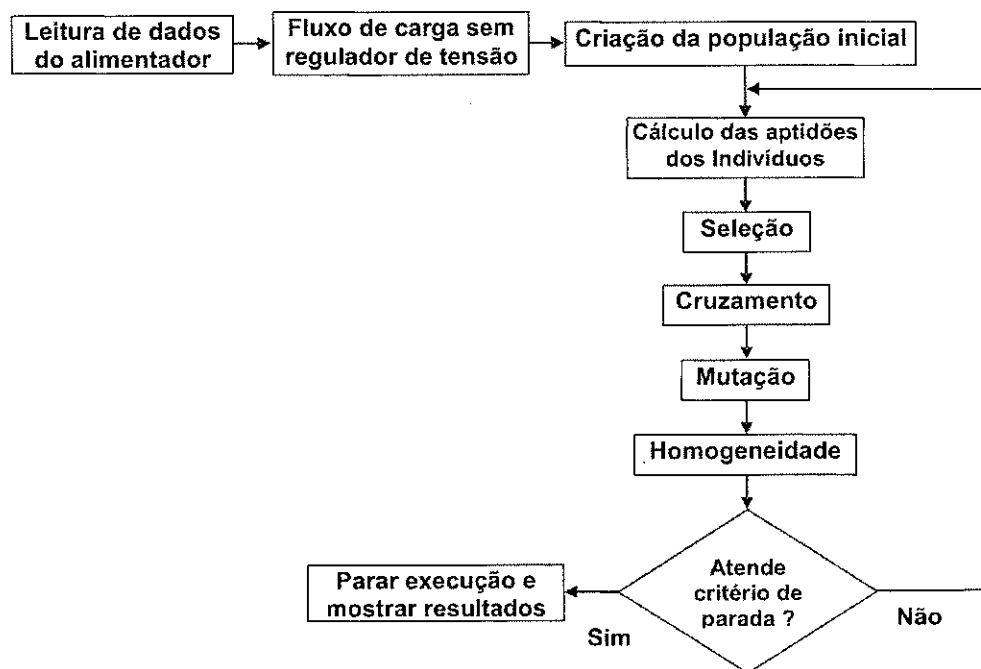 Leitura de dados
do alimentador
Fluxo de carga sem
regulador de tensão
Criação da população inicial
Cálculo das aptidões
dos Indivíduos
Seleção
Cruzamento
Mutação
Homogeneidade
Atende
critério de
parada ?
Parar execução e
mostrar resultados
Sim
Não